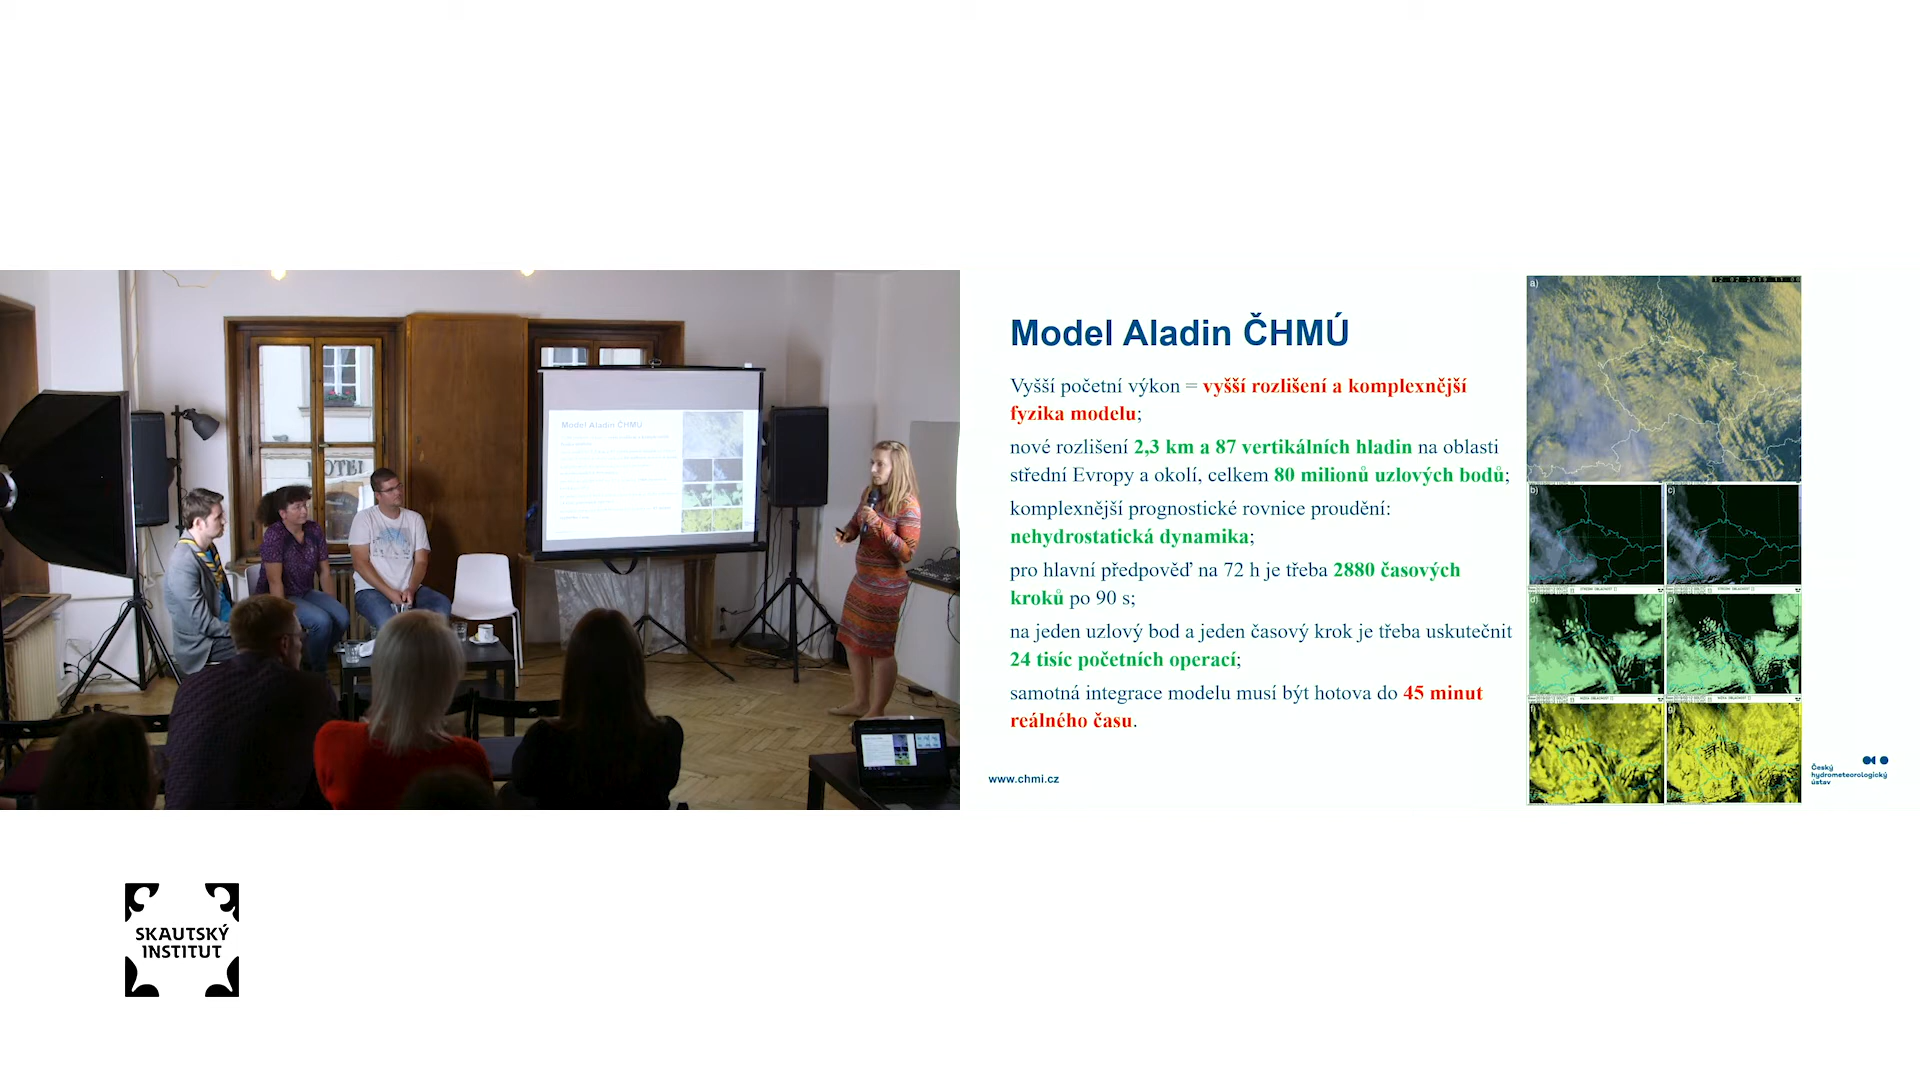 HOTEL
Model Aladin ČHMÚ
Model Aladin ČHMÚ
Vyšší početní výkon = vyšší rozlišení a komplexnější
fyzika modelu;
nové rozlišení 2,3 km a 87 vertikálních hladin na oblasti
střední Evropy a okolí, celkem 80 milionů uzlových bodů;
komplexnější prognostické rovnice proudění:
nehydrostatická dynamika;
pro hlavní předpověď na 72 h je třeba 2880 časových
kroků po 90 s;
na jeden uzlový bod a jeden časový krok je třeba uskutečnit
24 tisíc početních operací;
samotná integrace modelu musí být hotova do 45 minut
reálného času.
www.chmi.cz
a)
b)
c)
d)
e)
f)
g)
Český
hydrometeorologický
ústav
SKAUTSKÝ
INSTITUT